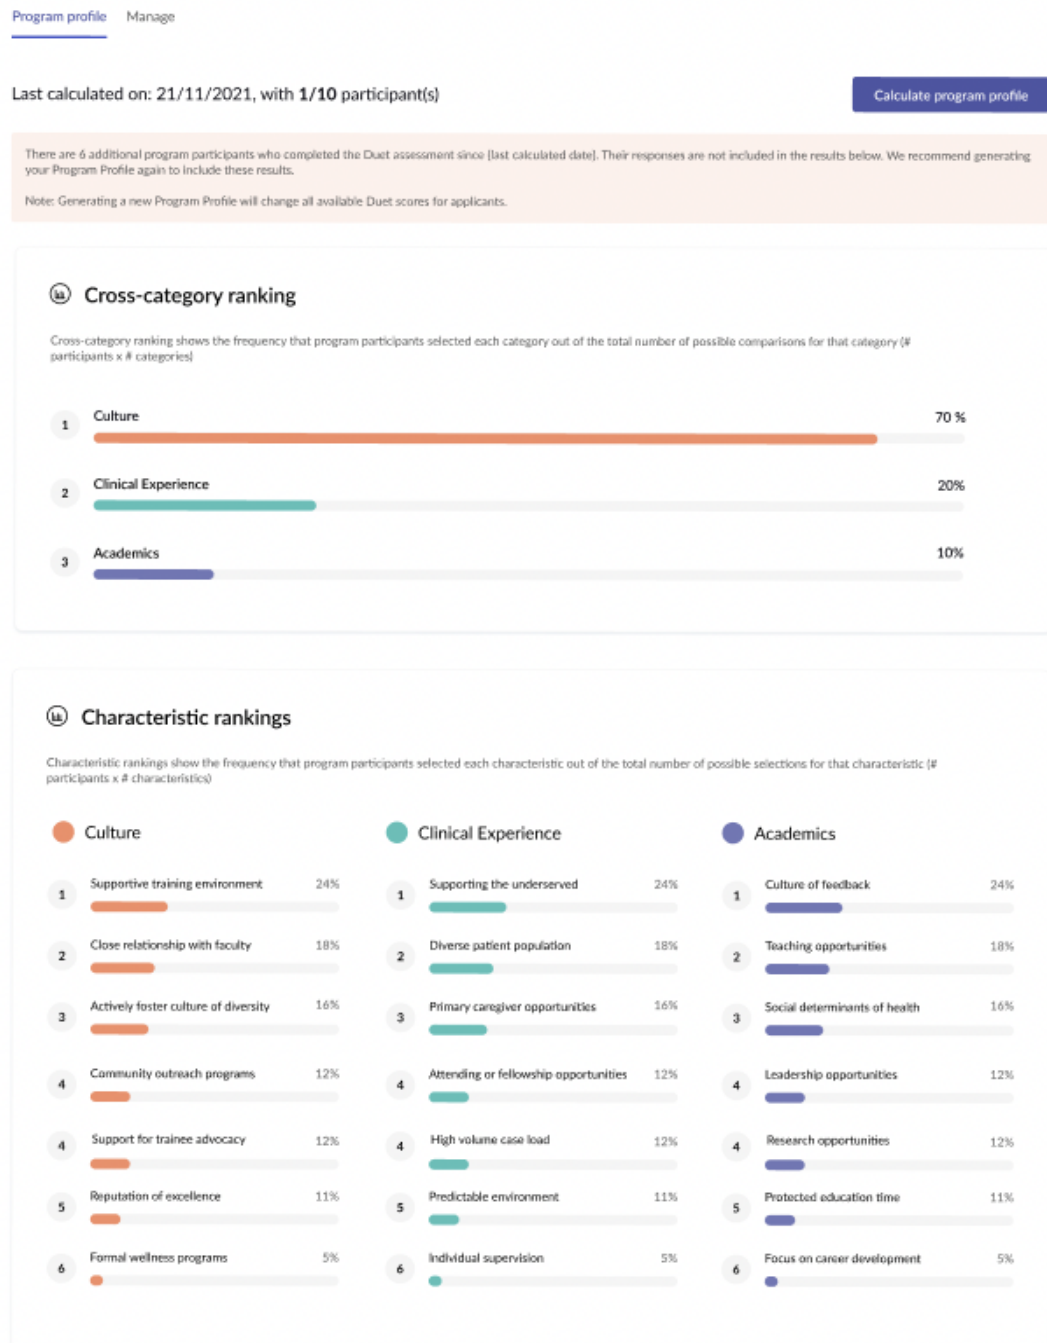 Program profile Manage
Last calculated on: 21/11/2021, with 1/10 participant(s)
Calculate program profile
There are 6 additional program participants who completed the Duet assessment since [last calculated date]. Their responses are not included in the results below. We recommend generating
your Program Profile again to include these results.
Note: Generating a new Program Profile will change all available Duet scores for applicants.
Cross-category ranking
Cross-category ranking shows the frequency that program participants selected each category out of the total number of possible comparisons for that category (#
participants x # categories)
1 Culture 70 %
2 Clinical Experience 20%
3 Academics 10%
Characteristic rankings
Characteristic rankings show the frequency that program participants selected each characteristic out of the total number of possible selections for that characteristic (#
participants x # characteristics)
Culture
1 Supportive training environment 24%
2 Close relationship with faculty 18%
3 Actively foster culture of diversity 16%
4 Community outreach programs 12%
4 Support for trainee advocacy 12%
5 Reputation of excellence 11%
6 Formal wellness programs 5%
Clinical Experience
1 Supporting the underserved 24%
2 Diverse patient population 18%
3 Primary caregiver opportunities 16%
4 Attending or fellowship opportunities 12%
4 High volume case load 12%
5 Predictable environment 11%
6 Individual supervision 5%
Academics
1 Culture of feedback 24%
2 Teaching opportunities 18%
3 Social determinants of health 16%
4 Leadership opportunities 12%
4 Research opportunities 12%
5 Protected education time 11%
6 Focus on career development 5%